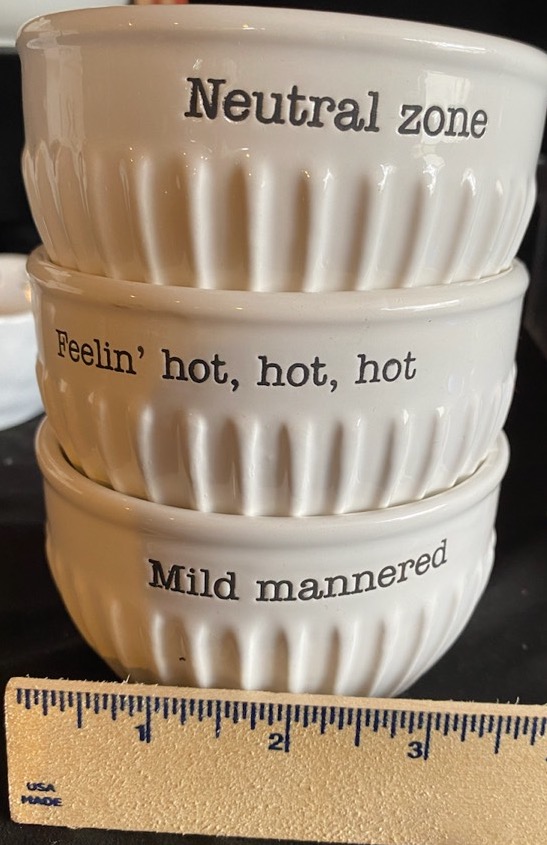 Neutral zone
Feelin' hot, hot, hot
Mild mannered
1 2 3
USA
MADE